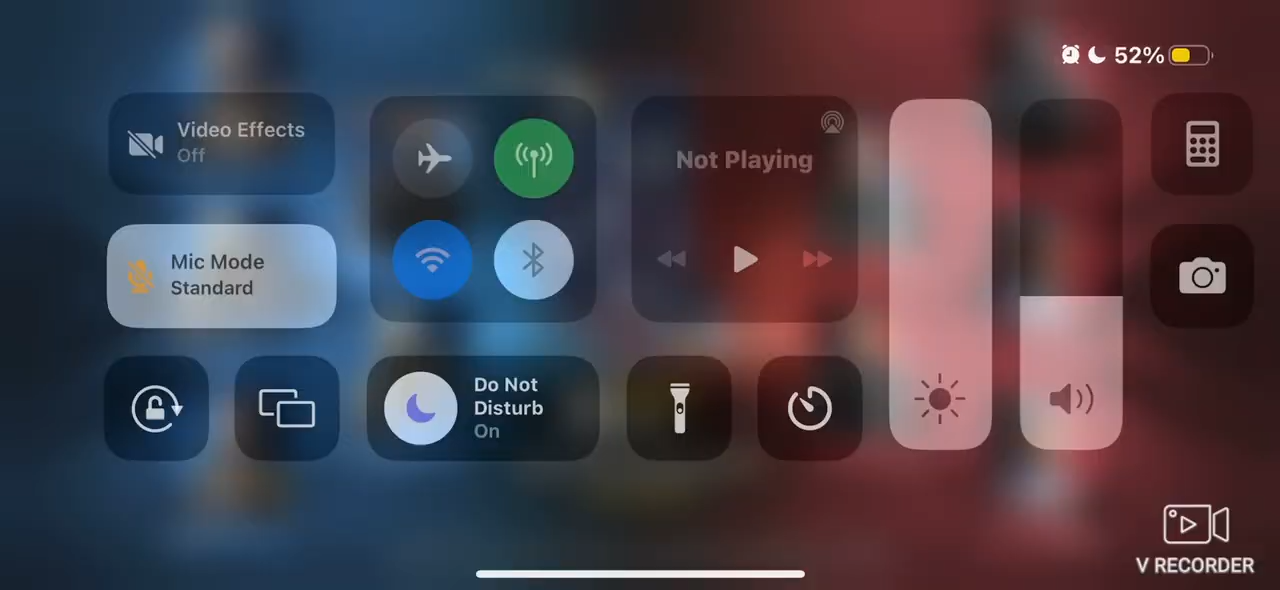 52%
Video Effects
Off
Not Playing
Mic Mode
Standard
Do Not
Disturb
On
V RECORDER